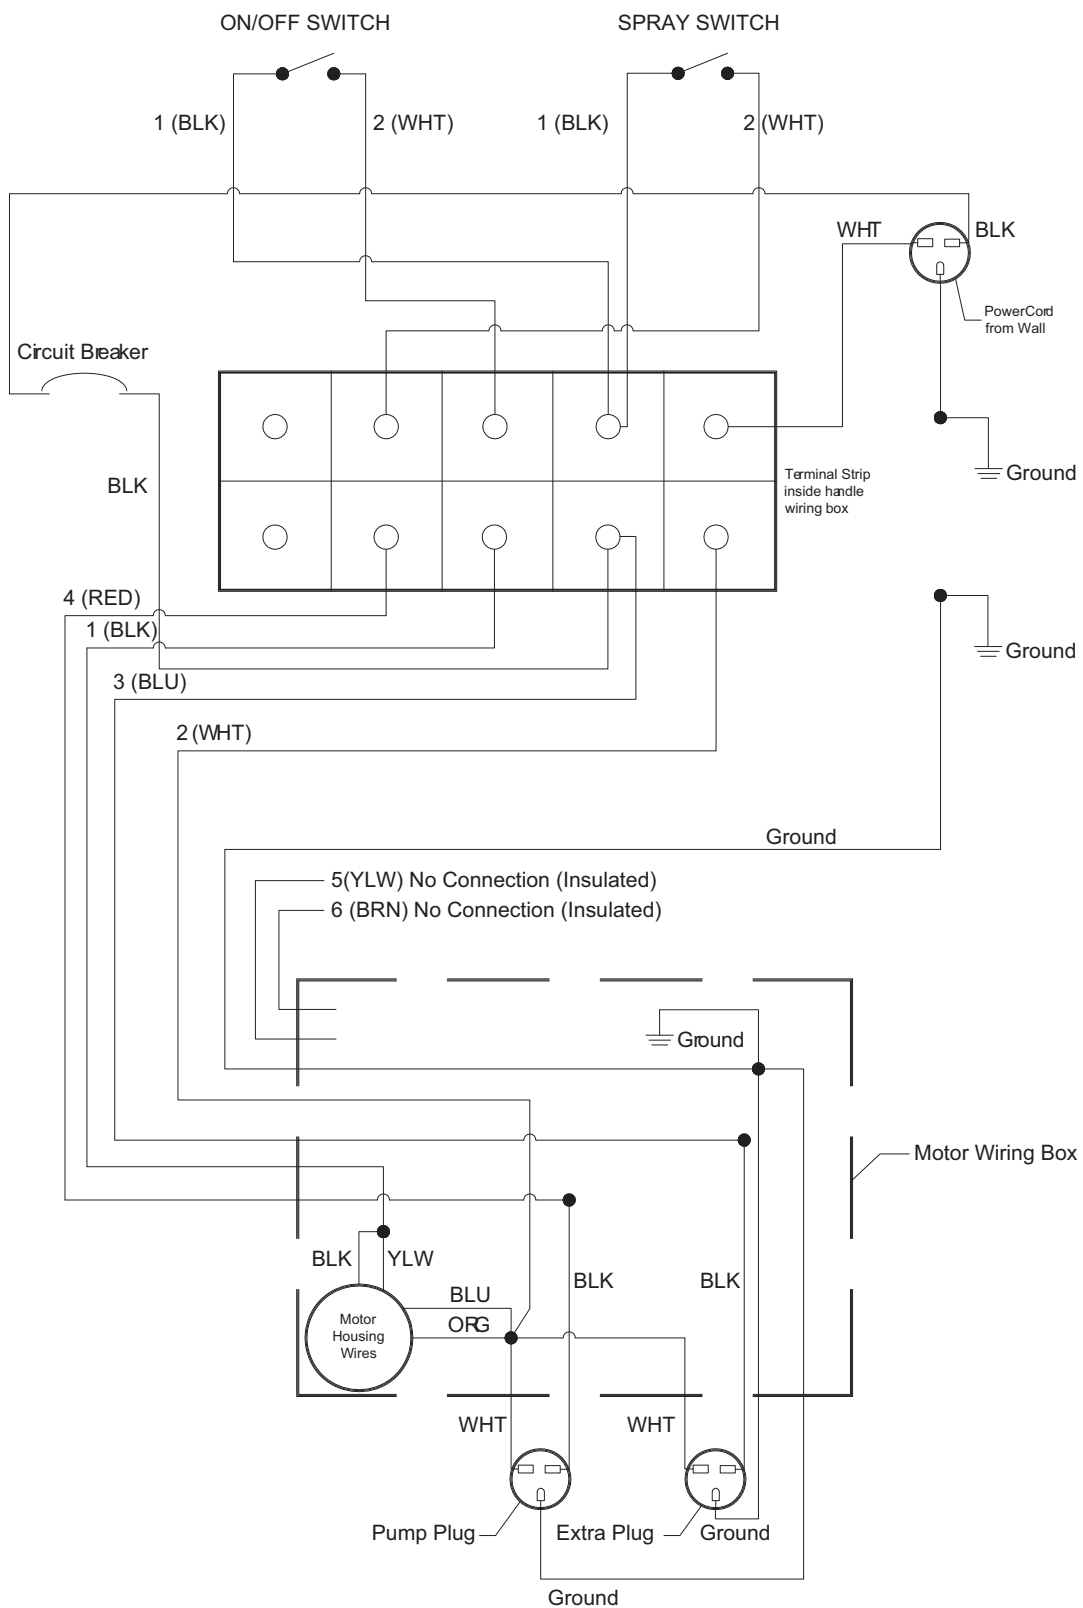 ON/OFF SWITCH
SPRAY SWITCH
1 (BLK)
2 (WHT)
1 (BLK)
2 (WHT)
WHT
BLK
PowerCord
from Wall
Circuit Breaker
Ground
Terminal Strip
inside handle
wiring box
BLK
4 (RED)
1 (BLK)
Ground
3 (BLU)
2 (WHT)
Ground
5(YLW) No Connection (Insulated)
6 (BRN) No Connection (Insulated)
Ground
Motor Wiring Box
BLK
YLW
BLU
BLK
BLK
ORG
Motor
Housing
Wires
WHT
WHT
Pump Plug
Extra Plug
Ground
Ground